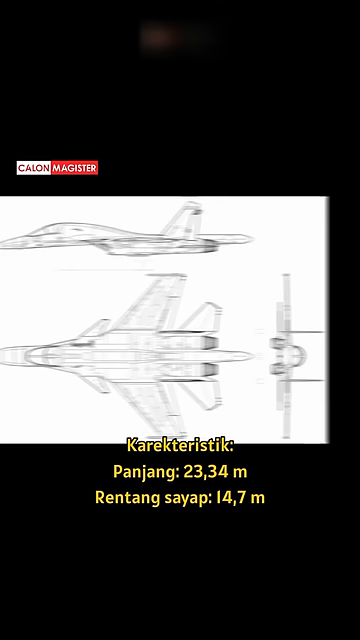 CALON MAGISTER
Karekteristik:
Panjang: 23,34 m
Rentang sayap: 14,7 m